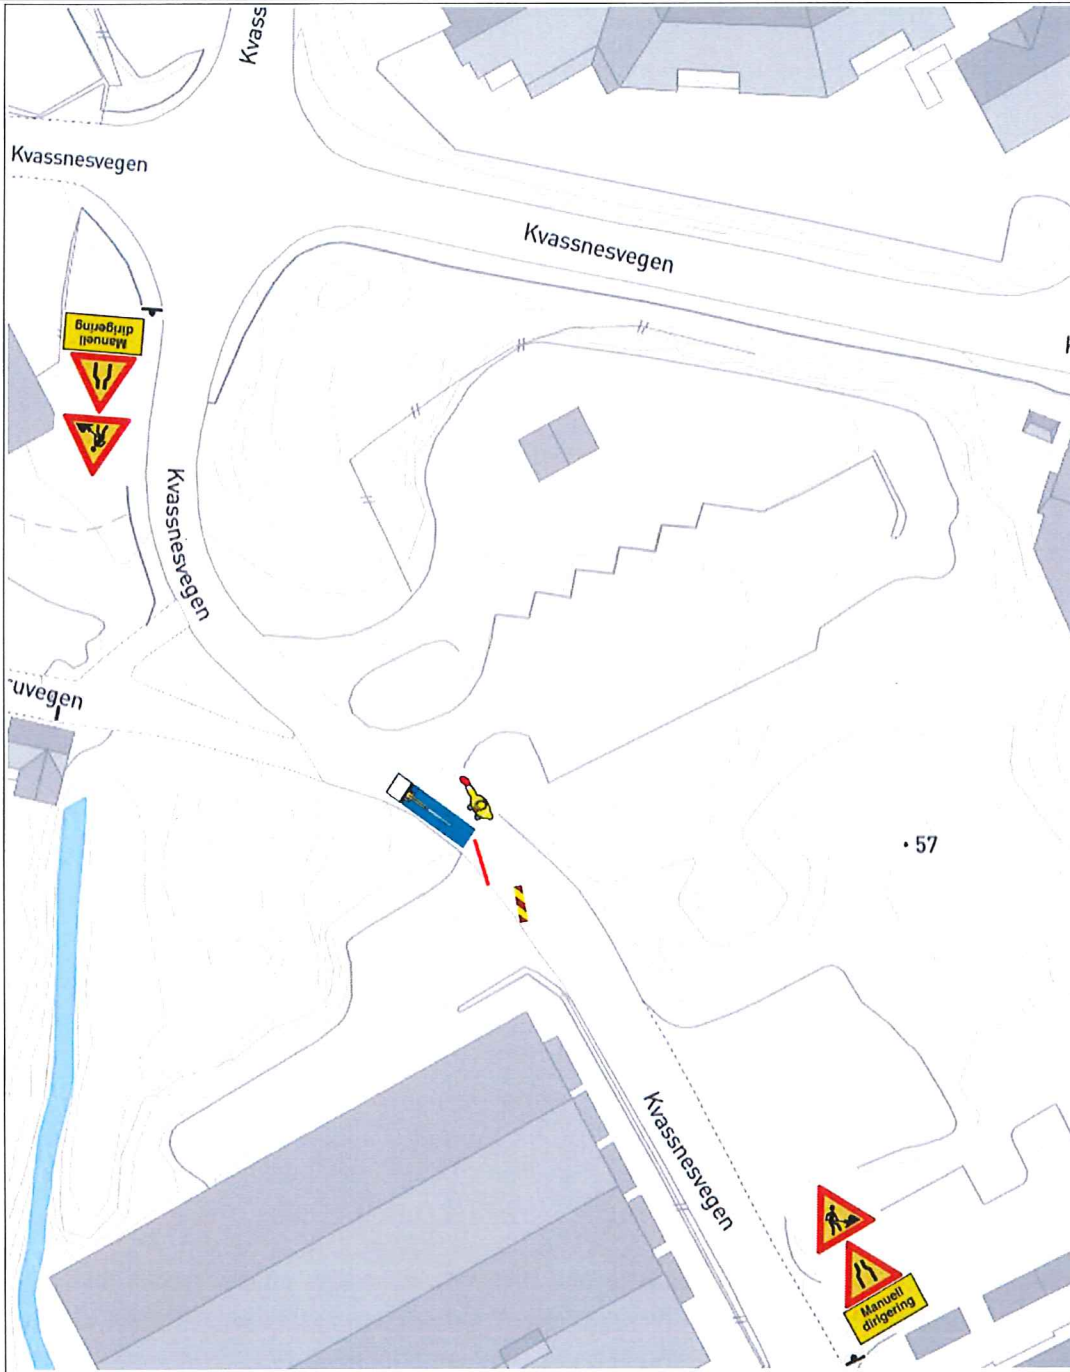 Kvass
Kvassnesvegen
Kvassnesvegen
K
Manuell
dirigering
Kvassnesvegen
uvegen
57
Kvassnesvegen
Manuell
dirigering